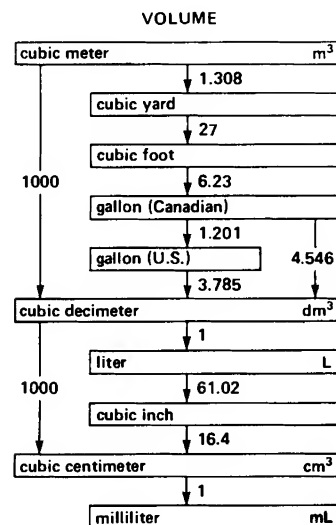 VOLUME
cubic meter m³
1.308
cubic yard
27
cubic foot
1000
6.23
gallon (Canadian)
1.201
gallon (U.S.) 4.546
3.785
cubic decimeter dm³
1
liter L
1000 61.02
cubic inch
16.4
cubic centimeter cm³
1
milliliter mL